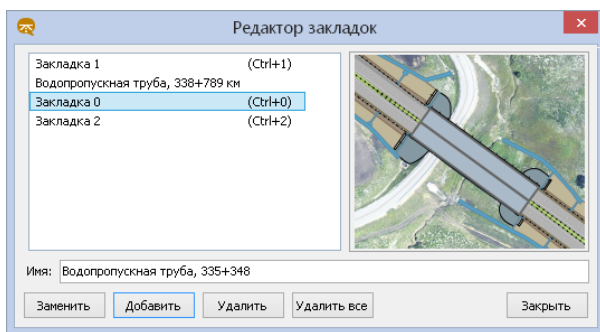 Редактор закладок
Закладка 1 (Ctrl+1)
Водопропускная труба, 338+789 км
Закладка 0 (Ctrl+0)
Закладка 2 (Ctrl+2)
Имя: Водопропускная труба, 335+348
Заменить Добавить Удалить Удалить все Закрыть